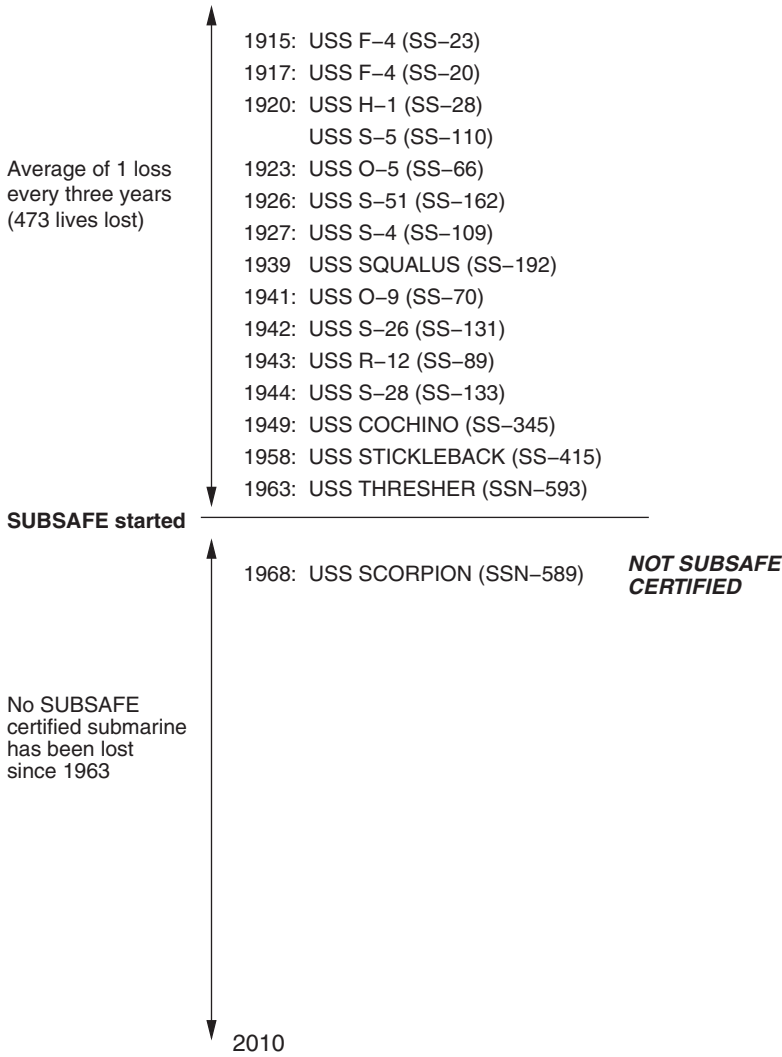 1915: USS F−4 (SS−23)
1917: USS F−4 (SS−20)
1920: USS H−1 (SS−28)
USS S−5 (SS−110)
Average of 1 loss
every three years
(473 lives lost)
1923: USS O−5 (SS−66)
1926: USS S−51 (SS−162)
1927: USS S−4 (SS−109)
1939 USS SQUALUS (SS−192)
1941: USS O−9 (SS−70)
1942: USS S−26 (SS−131)
1943: USS R−12 (SS−89)
1944: USS S−28 (SS−133)
1949: USS COCHINO (SS−345)
1958: USS STICKLEBACK (SS−415)
1963: USS THRESHER (SSN−593)
SUBSAFE started
1968: USS SCORPION (SSN−589)
NOT SUBSAFE
CERTIFIED
No SUBSAFE
certified submarine
has been lost
since 1963
2010